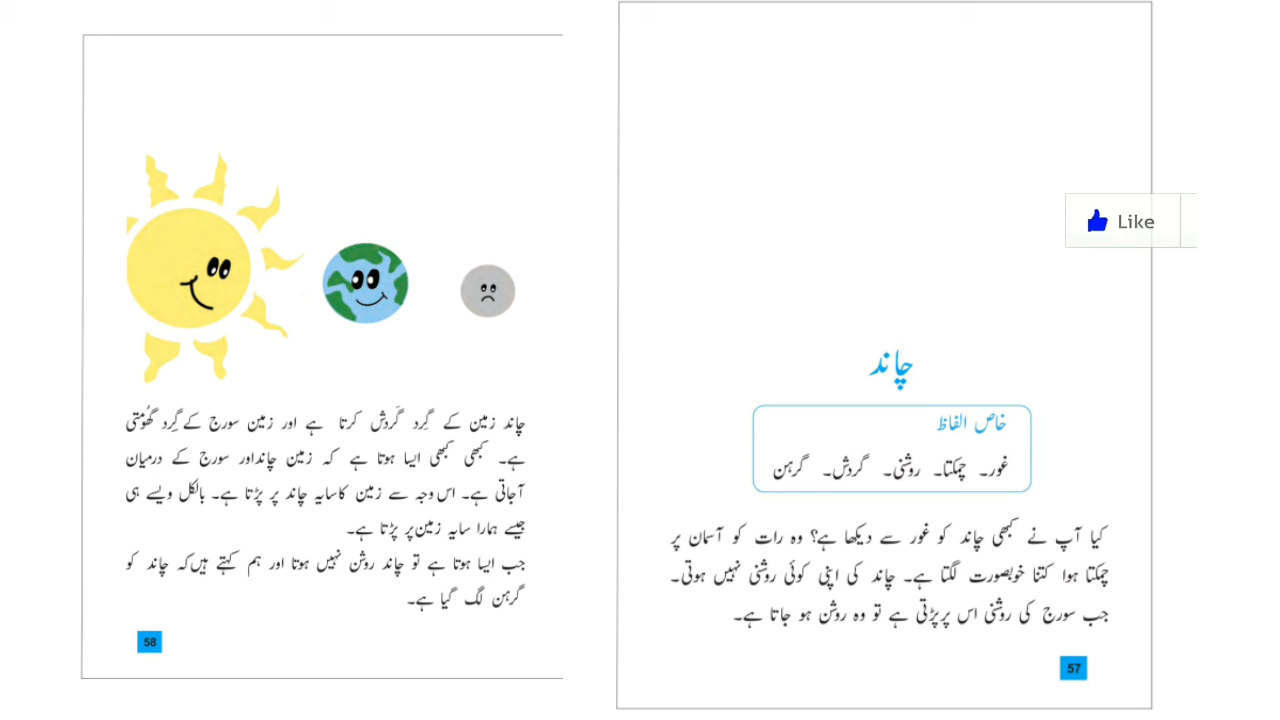 چاند
خاص الفاظ
غور۔ چمکتا۔ روشنی۔ گردش۔ گرہن
کیا آپ نے کبھی چاند کو غور سے دیکھا ہے؟ وہ رات کو آسمان پر
چمکتا ہوا کتنا خوبصورت لگتا ہے۔ چاند کی اپنی کوئی روشنی نہیں ہوتی۔
جب سورج کی روشنی اس پرپڑتی ہے تو وہ روشن ہو جاتا ہے۔
57
Like
چاند زمین کے گِرد گَردش کرتا ہے اور زمین سورج کے گِرد گھُومتی
ہے۔ کبھی کبھی ایسا ہوتا ہے کہ زمین چاند اور سورج کے درمیان
آجاتی ہے۔ اس وجہ سے زمین کا سایہ چاند پر پڑتا ہے۔ بالکل ویسے ہی
جیسے ہمارا سایہ زمین پر پڑتا ہے۔
جب ایسا ہوتا ہے تو چاند روشن نہیں ہوتا اور ہم کہتے ہیں کہ چاند کو
گرہن لگ گیا ہے۔
58